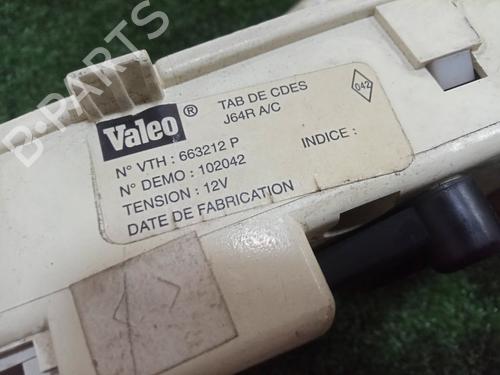 B-PARTS
Valeo ®
TAB DE CDES
J64R A/C
042
N° VTH : 663212 P
N° DEMO : 102042
INDICE :
TENSION : 12V
DATE DE FABRICATION